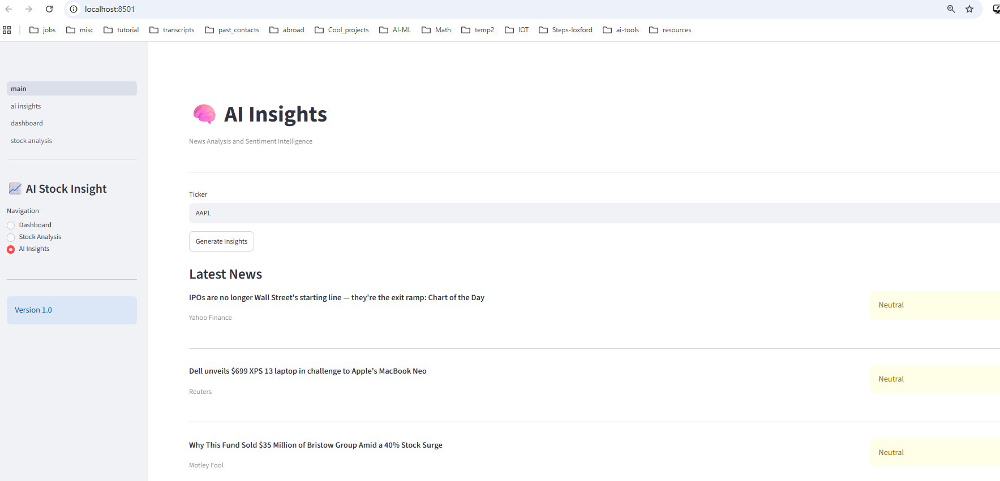 localhost:8501
jobs misc tutorial transcripts past_contacts abroad Cool_projects AI-ML Math temp2 IOT Steps-loxford ai-tools resources
main
ai insights
dashboard
stock analysis
AI Stock Insight
Navigation
Dashboard
Stock Analysis
AI Insights
Version 1.0
AI Insights
News Analysis and Sentiment Intelligence
Ticker
AAPL
Generate Insights
Latest News
IPOs are no longer Wall Street's starting line — they're the exit ramp: Chart of the Day
Neutral
Yahoo Finance
Dell unveils $699 XPS 13 laptop in challenge to Apple's MacBook Neo
Neutral
Reuters
Why This Fund Sold $35 Million of Bristow Group Amid a 40% Stock Surge
Neutral
Motley Fool